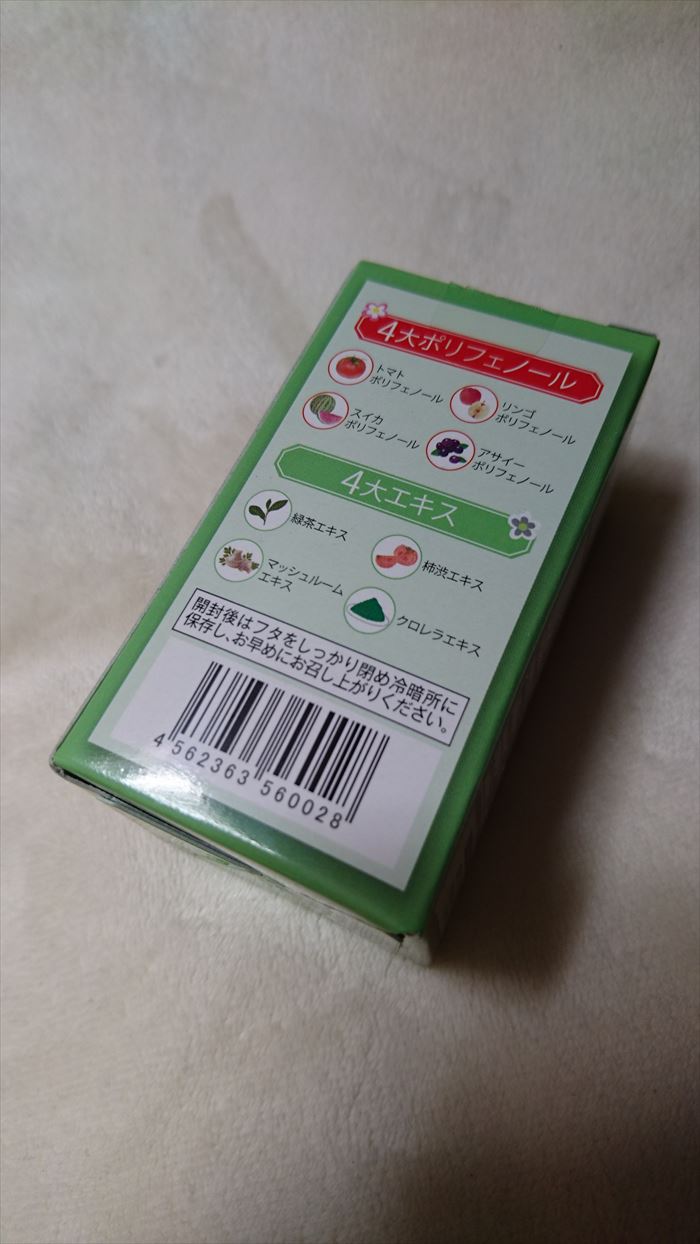 4大ポリフェノール
トマト
ポリフェノール
リンゴ
ポリフェノール
スイカ
ポリフェノール
アサイー
ポリフェノール
4大エキス
緑茶エキス
柿渋エキス
マッシュルーム
エキス
クロレラエキス
開封後はフタをしっかり閉め冷暗所に
保存し、お早めにお召し上がりください。
4 562363 560028